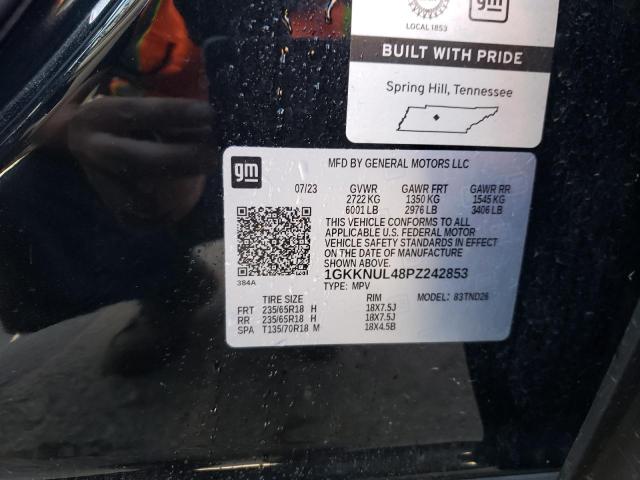 gm
LOCAL 1853
BUILT WITH PRIDE
Spring Hill, Tennessee
gm
MFD BY GENERAL MOTORS LLC
07/23 GVWR GAWR FRT GAWR RR
2722 KG 1350 KG 1545 KG
6001 LB 2976 LB 3406 LB
THIS VEHICLE CONFORMS TO ALL
APPLICABLE U.S. FEDERAL MOTOR
VEHICLE SAFETY STANDARDS IN EFFECT
ON THE DATE OF MANUFACTURE
SHOWN ABOVE.
1GKKNUL48PZ242853
384A
TYPE: MPV
TIRE SIZE RIM MODEL: 83TND26
FRT 235/65R18 H 18X7.5J
RR 235/65R18 H 18X7.5J
SPA T135/70R18 M 18X4.5B